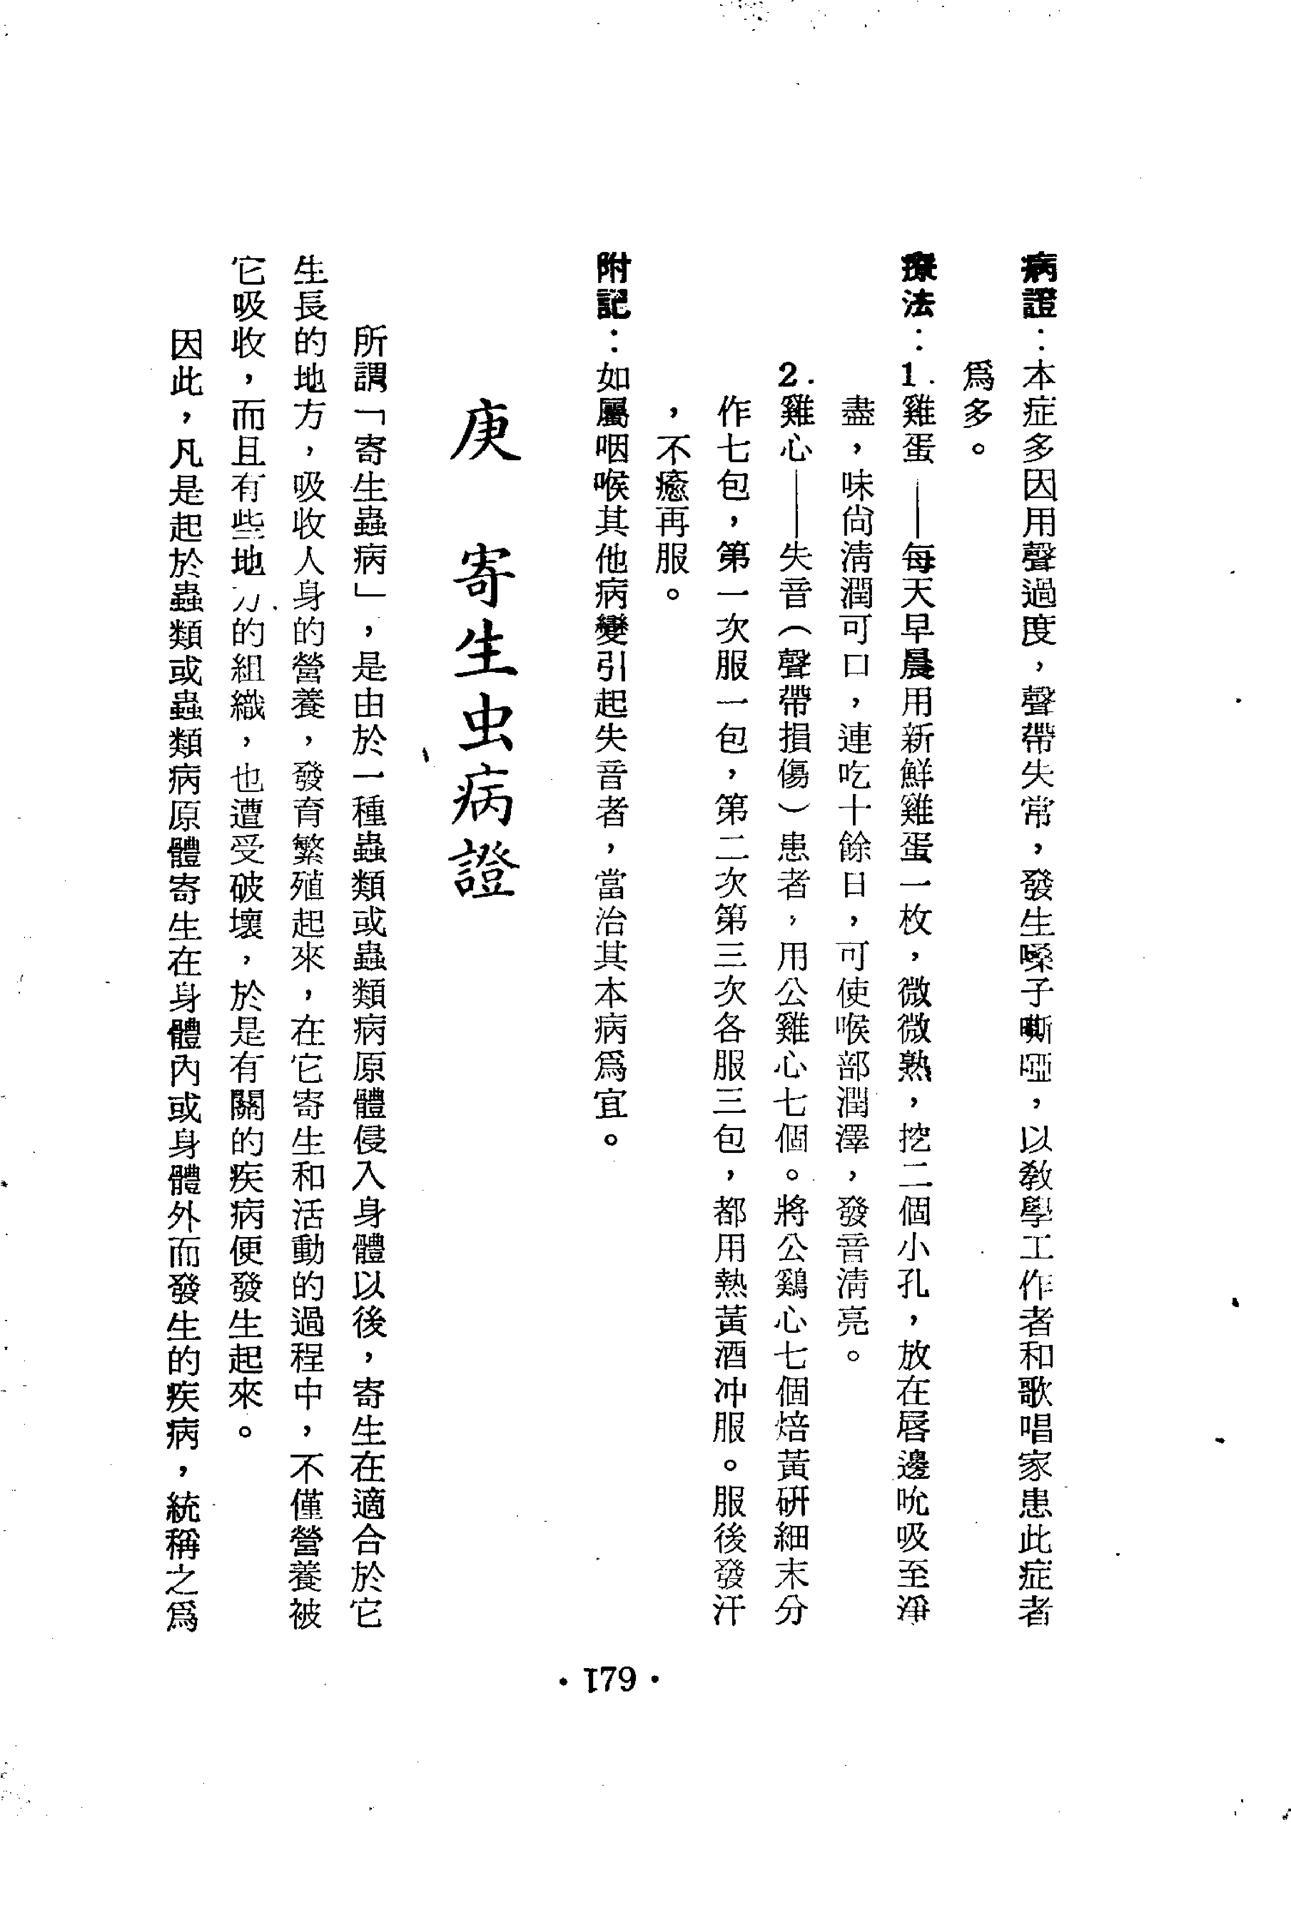 病證：本症多因用聲過度，聲帶失常，發生嗓子嘶啞，以教學工作者和歌唱家患此症者
爲多。
療法：1.雞蛋——每天早晨用新鮮雞蛋一枚，微微熟，挖二個小孔，放在唇邊吮吸至淨
盡，味尙清潤可口，連吃十餘日，可使喉部潤澤，發音清亮。
2.雞心——失音（聲帶損傷）患者，用公雞心七個。將公鷄心七個焙黃研細末分
作七包，第一次服一包，第二次第三次各服三包，都用熱黃酒冲服。服後發汗
，不癒再服。
附記：如屬咽喉其他病變引起失音者，當治其本病爲宜。
庚　寄生虫病證
所謂「寄生蟲病」，是由於一種蟲類或蟲類病原體侵入身體以後，寄生在適合於它
生長的地方，吸收人身的營養，發育繁殖起來，在它寄生和活動的過程中，不僅營養被
它吸收，而且有些地方的組織，也遭受破壞，於是有關的疾病便發生起來。
因此，凡是起於蟲類或蟲類病原體寄生在身體內或身體外而發生的疾病，統稱之爲
·179·